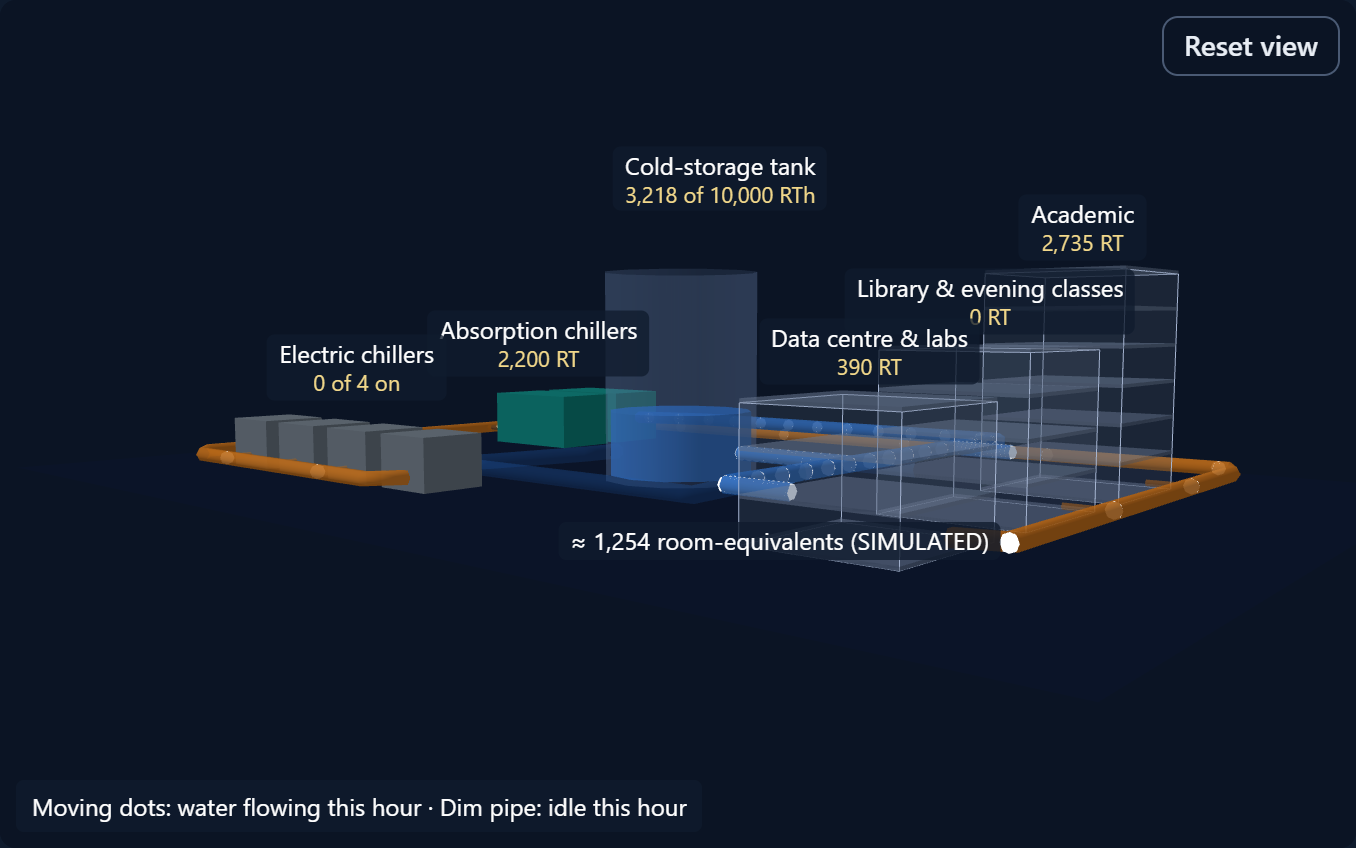 Reset view
Cold-storage tank
3,218 of 10,000 RTh
Academic
2,735 RT
Library & evening classes
0 RT
Data centre & labs
390 RT
Absorption chillers
2,200 RT
Electric chillers
0 of 4 on
≈ 1,254 room-equivalents (SIMULATED)
Moving dots: water flowing this hour · Dim pipe: idle this hour